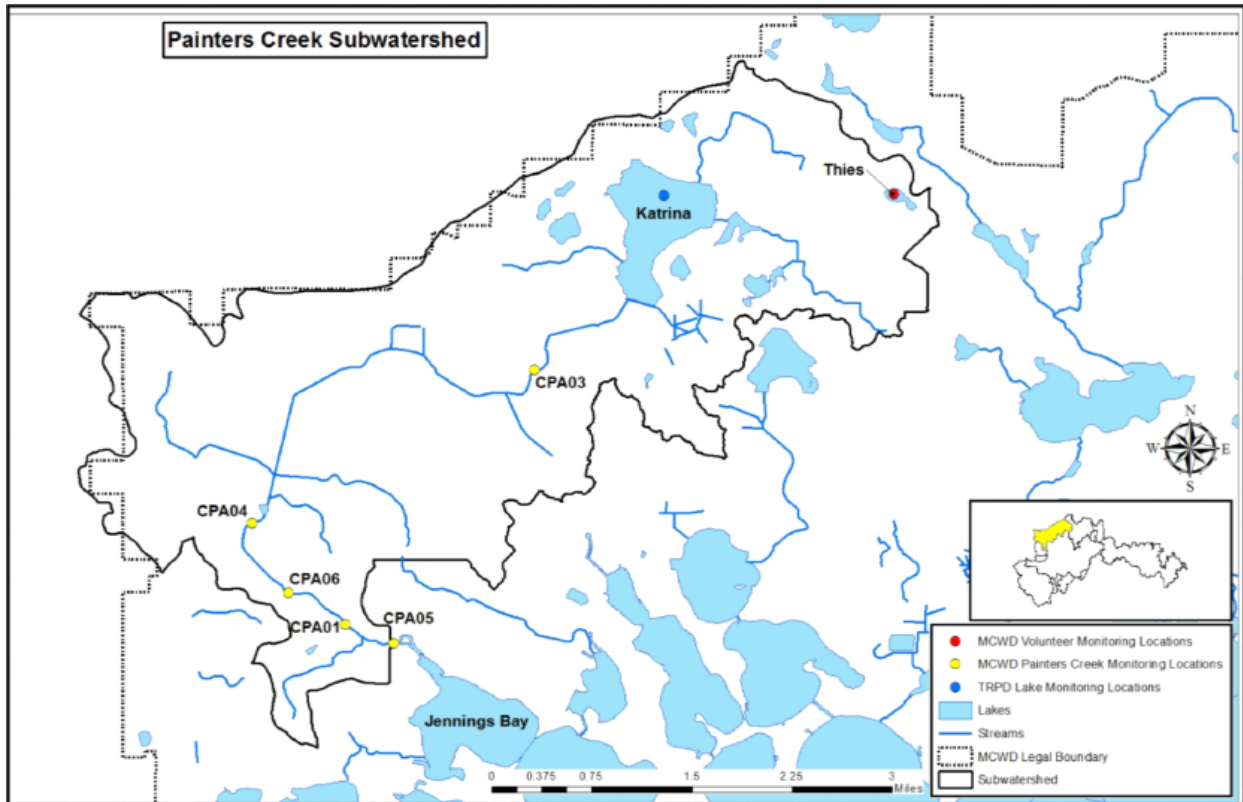 Painters Creek Subwatershed
Thies
Katrina
CPA03
CPA04
CPA06
CPA01
CPA05
Jennings Bay
N
W
E
S
MCWD Volunteer Monitoring Locations
MCWD Painters Creek Monitoring Locations
TRPD Lake Monitoring Locations
Lakes
Streams
MCWD Legal Boundary
Subwatershed
0 0.375 0.75 1.5 2.25 3
Miles